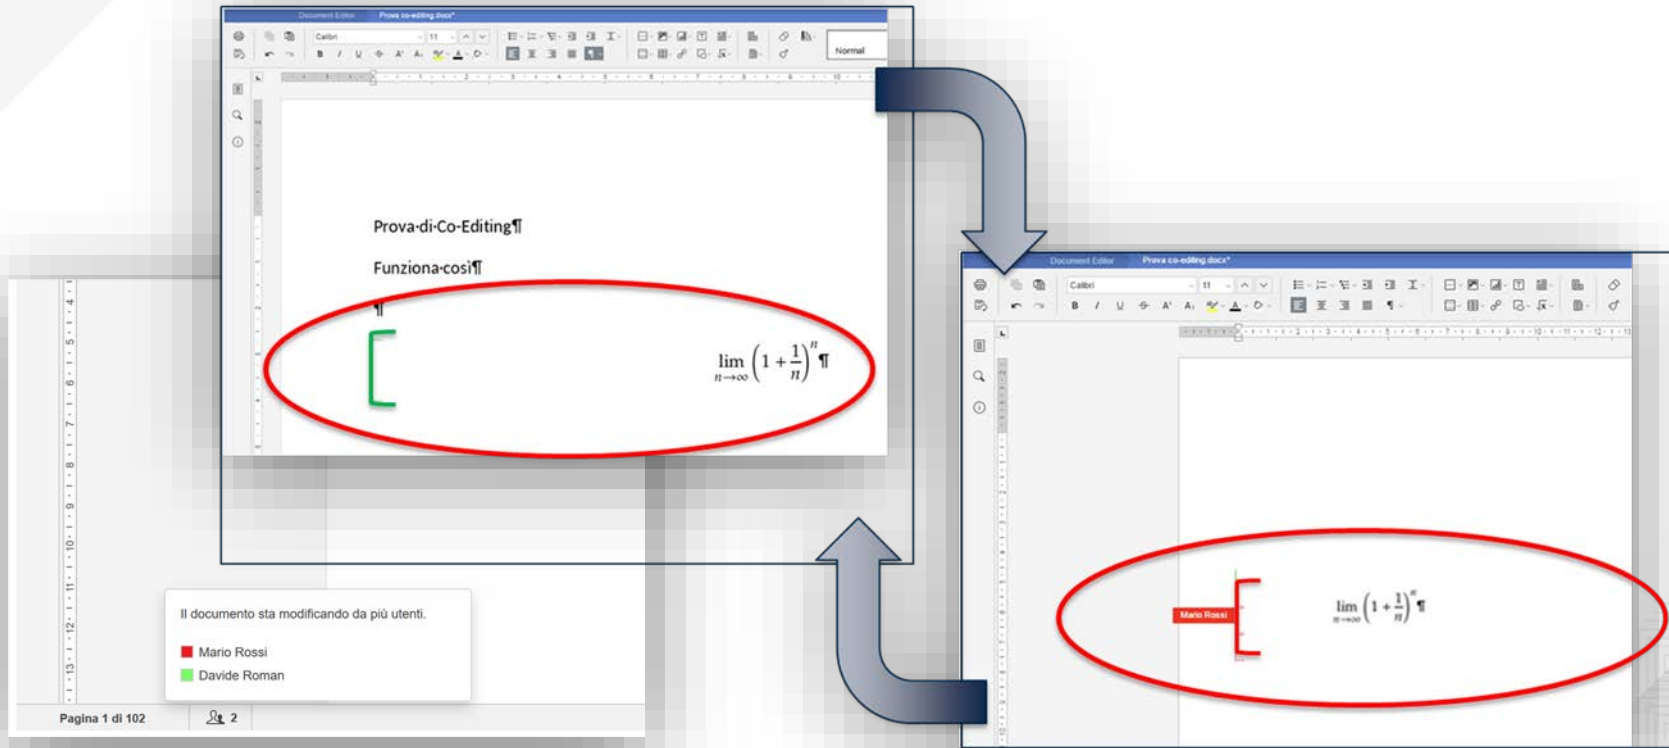 Document Editor Prova co-editing.docx*
Calibri 11
Normal
Prova·di·Co-Editing¶
Funziona·così¶
¶
lim n→∞ (1 + 1/n)^n ¶
Document Editor Prova co-editing.docx*
Calibri 11
Mario Rossi
lim n→∞ (1 + 1/n)^n ¶
Il documento sta modificando da più utenti.
Mario Rossi
Davide Roman
Pagina 1 di 102 2